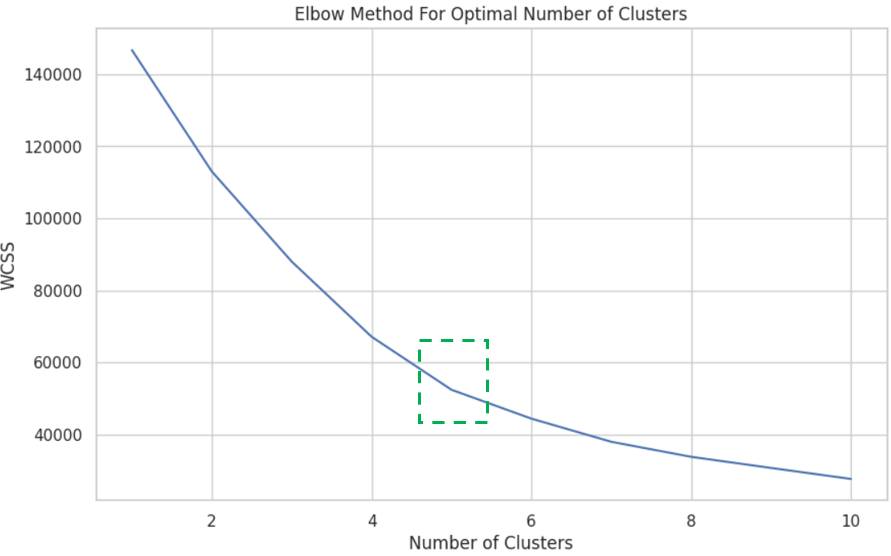 Elbow Method For Optimal Number of Clusters
140000
120000
100000
80000
60000
40000
WCSS
2 4 6 8 10
Number of Clusters